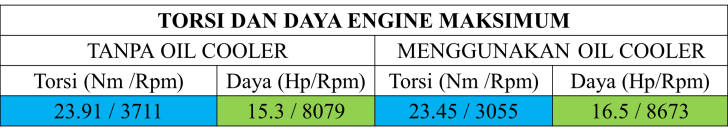 TORSI DAN DAYA ENGINE MAKSIMUM
TANPA OIL COOLER MENGGUNAKAN OIL COOLER
Torsi (Nm /Rpm) Daya (Hp/Rpm) Torsi (Nm /Rpm) Daya (Hp/Rpm)
23.91 / 3711 15.3 / 8079 23.45 / 3055 16.5 / 8673